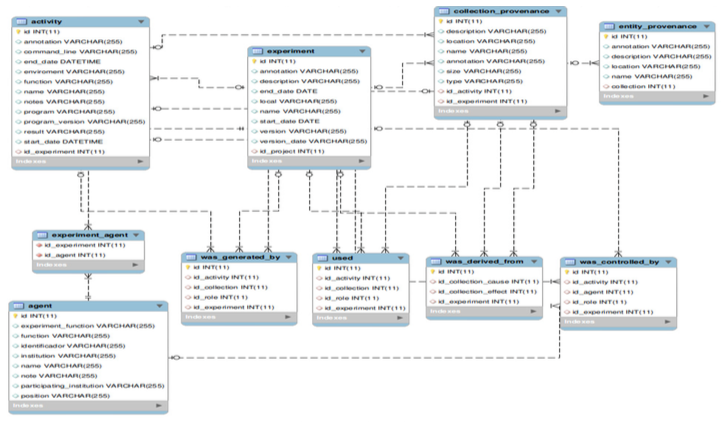 activity
id INT(11)
annotation VARCHAR(255)
command_line VARCHAR(255)
end_date DATETIME
enviroment VARCHAR(255)
function VARCHAR(255)
name VARCHAR(255)
notes VARCHAR(255)
program VARCHAR(255)
program_version VARCHAR(255)
result VARCHAR(255)
start_date DATETIME
id_experiment INT(11)
Indexes
experiment
id INT(11)
annotation VARCHAR(255)
description VARCHAR(255)
end_date DATE
local VARCHAR(255)
name VARCHAR(255)
start_date DATE
version VARCHAR(255)
version_date VARCHAR(255)
id_project INT(11)
Indexes
collection_provenance
id INT(11)
description VARCHAR(255)
location VARCHAR(255)
name VARCHAR(255)
annotation VARCHAR(255)
size VARCHAR(255)
type VARCHAR(255)
id_activity INT(11)
id_experiment INT(11)
Indexes
entity_provenance
id INT(11)
annotation VARCHAR(255)
description VARCHAR(255)
location VARCHAR(255)
name VARCHAR(255)
collection INT(11)
Indexes
experiment_agent
id_experiment INT(11)
id_agent INT(11)
Indexes
was_generated_by
id INT(11)
id_activity INT(11)
id_collection INT(11)
id_role INT(11)
id_experiment INT(11)
Indexes
used
id INT(11)
id_activity INT(11)
id_collection INT(11)
id_role INT(11)
id_experiment INT(11)
Indexes
was_derived_from
id INT(11)
id_collection_cause INT(11)
id_collection_effect INT(11)
id_experiment INT(11)
Indexes
was_controlled_by
id INT(11)
id_activity INT(11)
id_agent INT(11)
id_role INT(11)
id_experiment INT(11)
Indexes
agent
id INT(11)
experiment_function VARCHAR(255)
function VARCHAR(255)
identificador VARCHAR(255)
institution VARCHAR(255)
name VARCHAR(255)
note VARCHAR(255)
participating_institution VARCHAR(255)
position VARCHAR(255)
Indexes